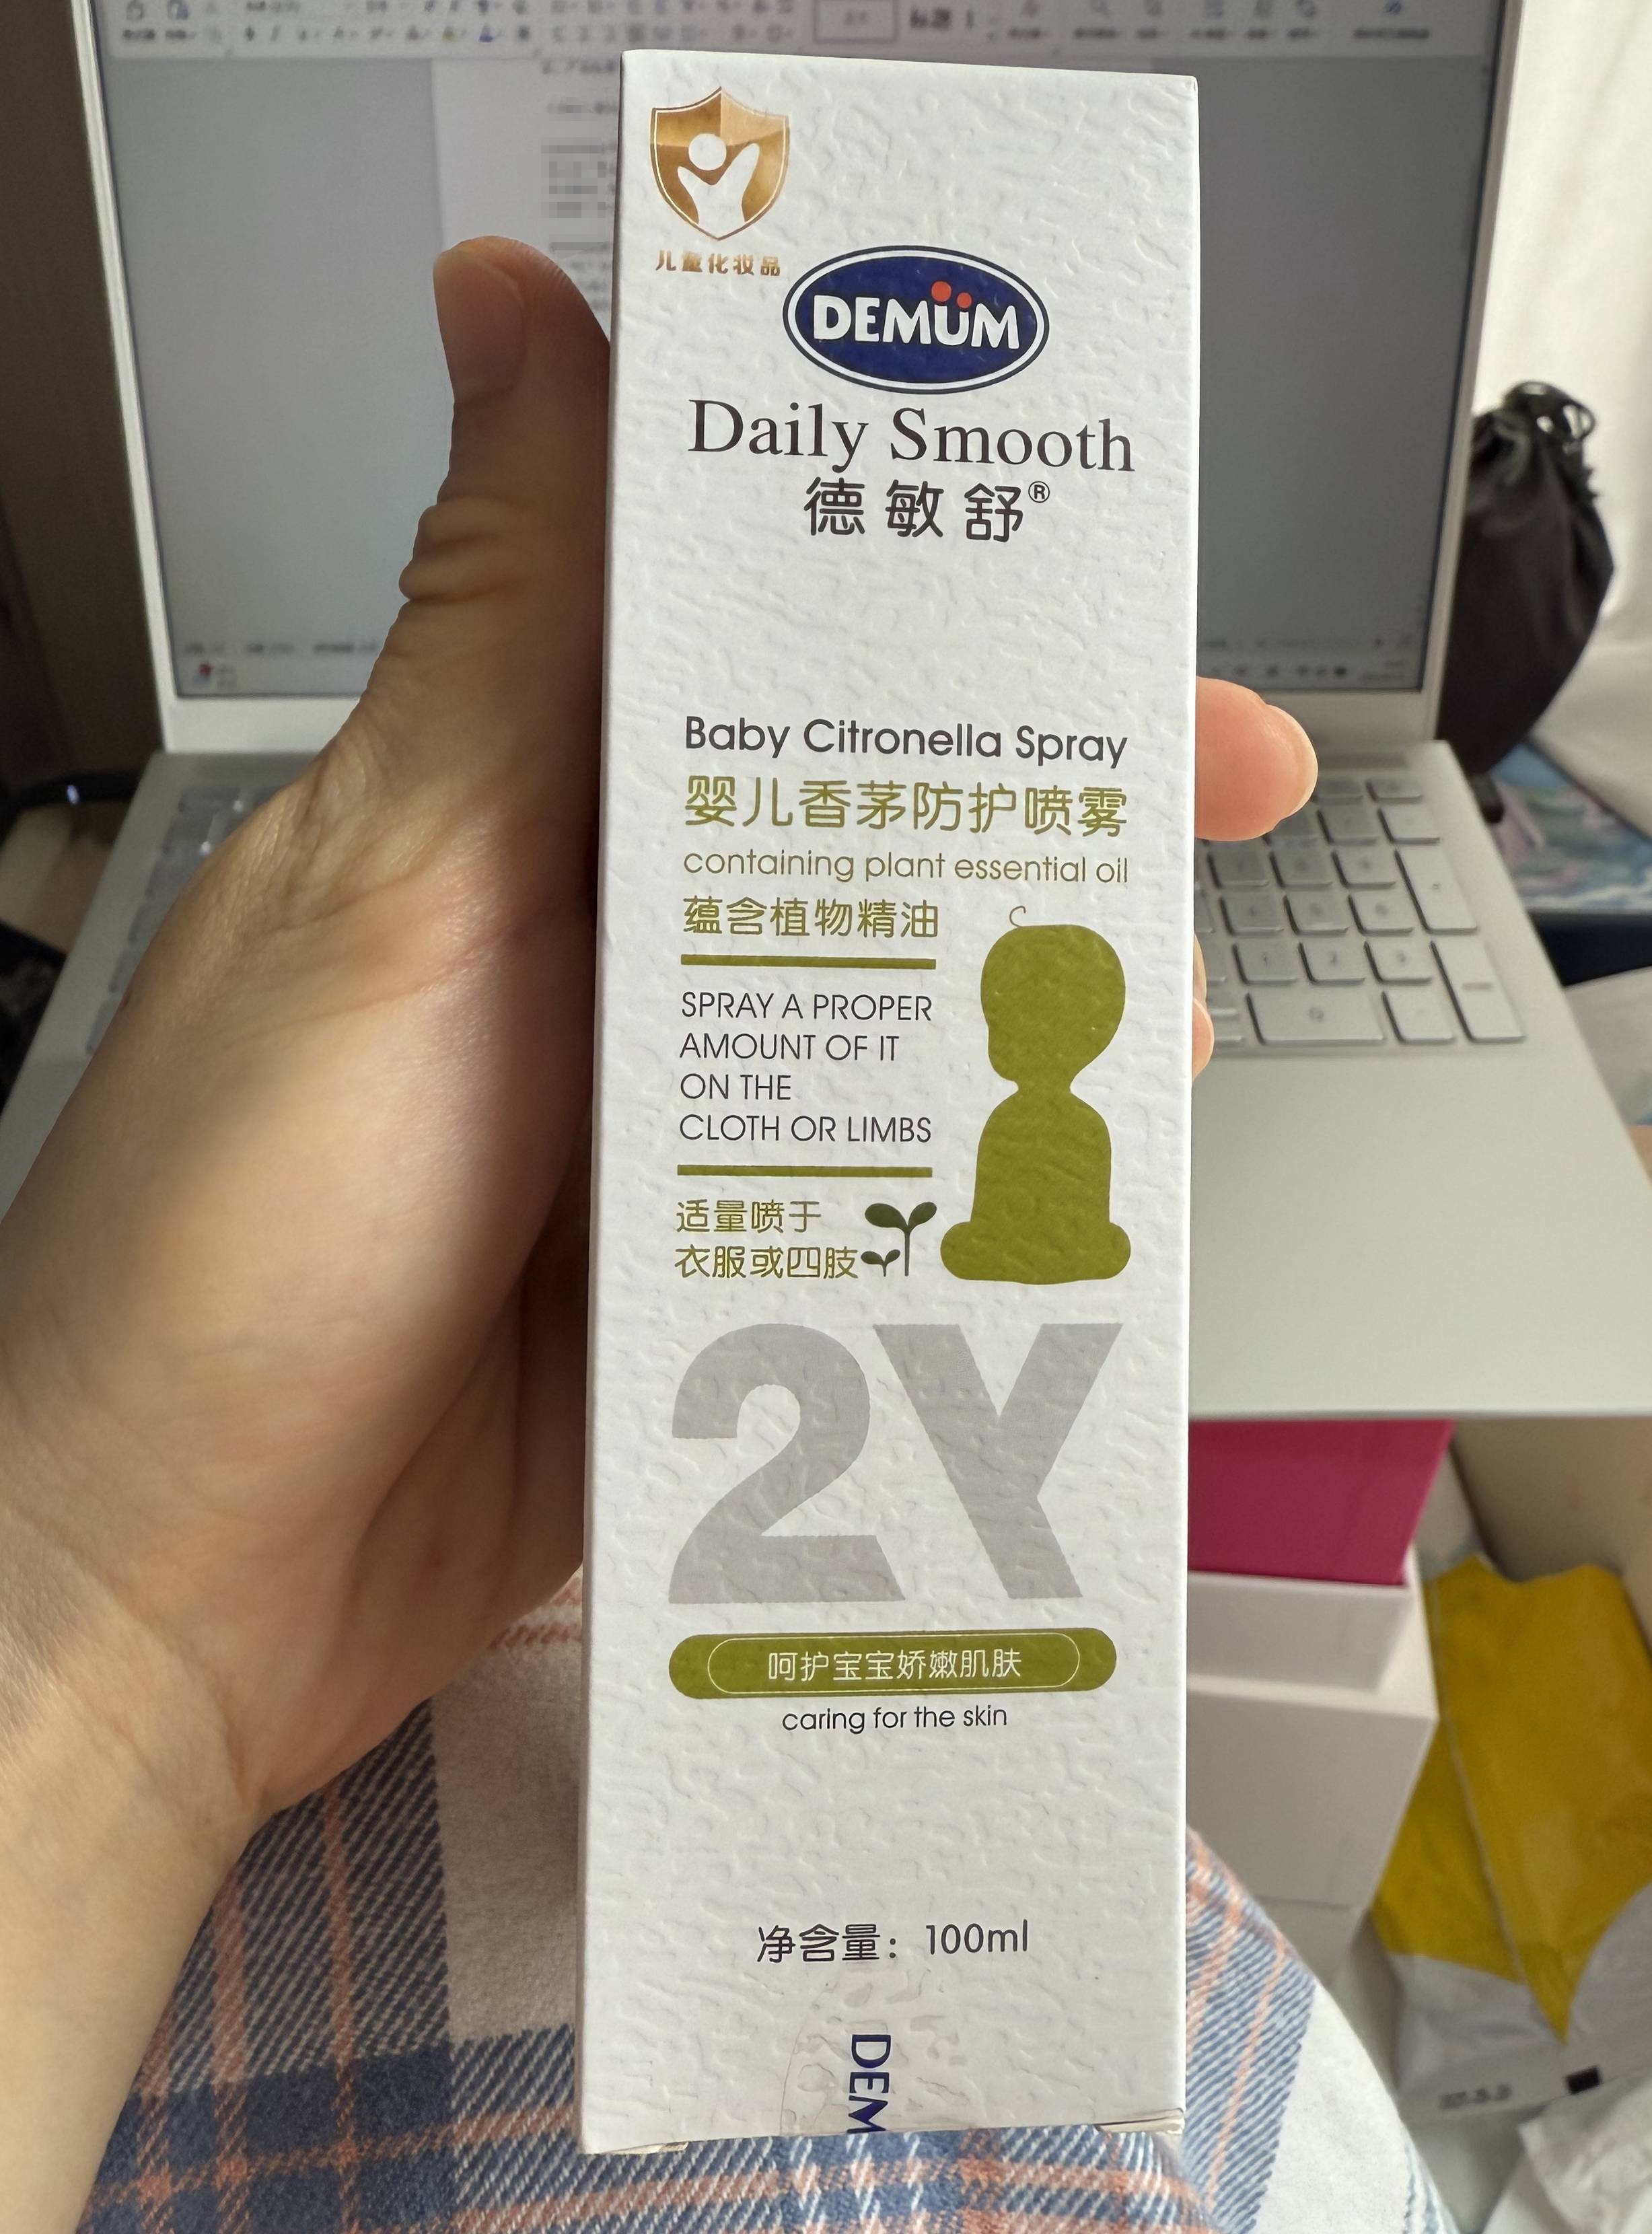 儿童化妆品
DEMÜM
Daily Smooth
德敏舒®
Baby Citronella Spray
婴儿香茅防护喷雾
containing plant essential oil
蕴含植物精油
SPRAY A PROPER
AMOUNT OF IT
ON THE
CLOTH OR LIMBS
适量喷于
衣服或四肢
2Y
呵护宝宝娇嫩肌肤
caring for the skin
净含量：100ml
DEM